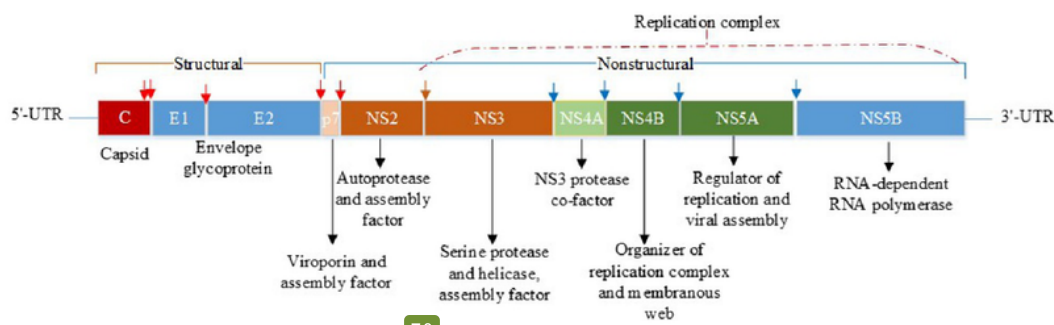 Replication complex
Structural
Nonstructural
5'-UTR
C
E1
E2
p7
NS2
NS3
NS4A
NS4B
NS5A
NS5B
3'-UTR
Capsid
Envelope
glycoprotein
Autoprotease
and assembly
factor
NS3 protease
co-factor
Regulator of
replication and
viral assembly
RNA-dependent
RNA polymerase
Viroporin and
assembly factor
Serine protease
and helicase,
assembly factor
Organizer of
replication complex
and membranous
web